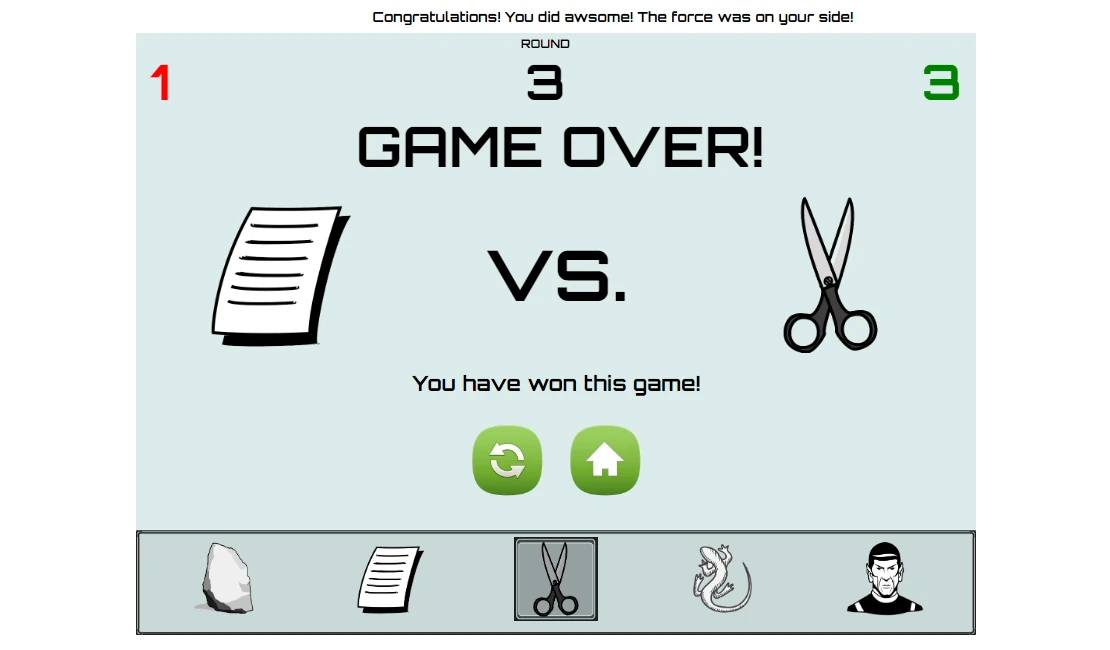 Congratulations! You did awsome! The force was on your side!
ROUND
1 3 3
GAME OVER!
VS.
You have won this game!